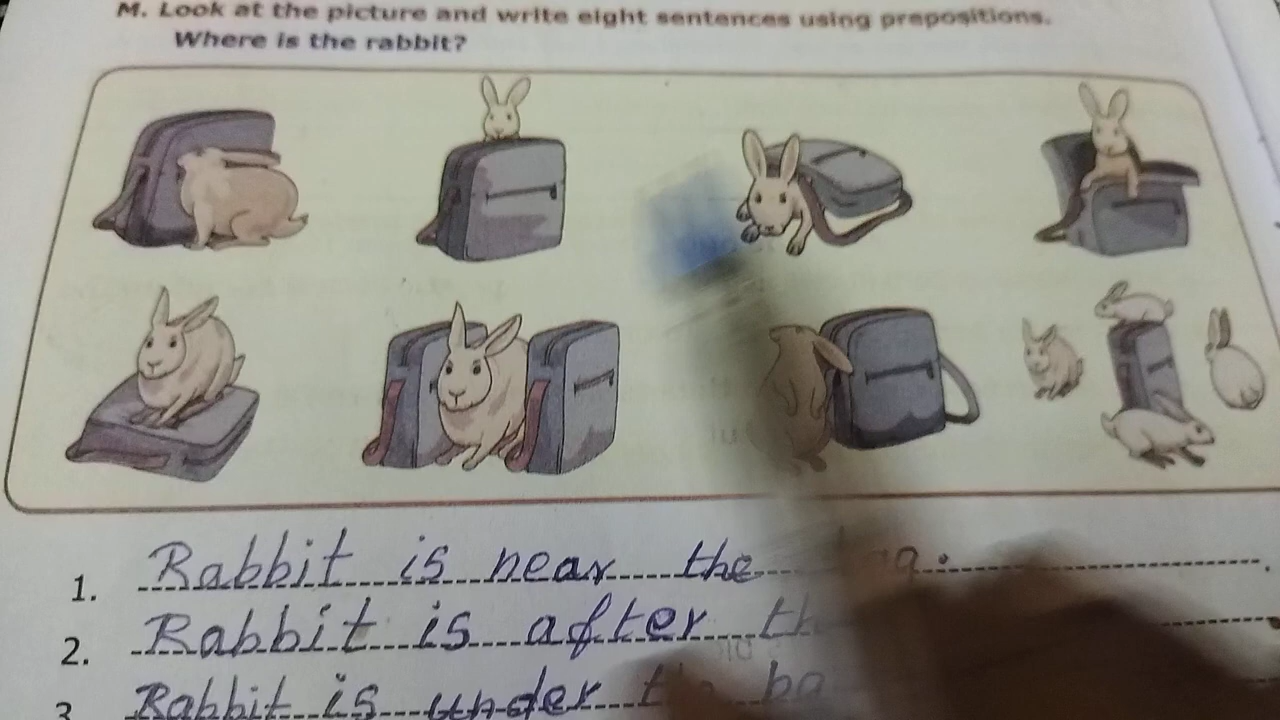 M. Look at the picture and write eight sentences using prepositions.
Where is the rabbit?
1. Rabbit is near the
2. Rabbit is after
3. Rabbit is under